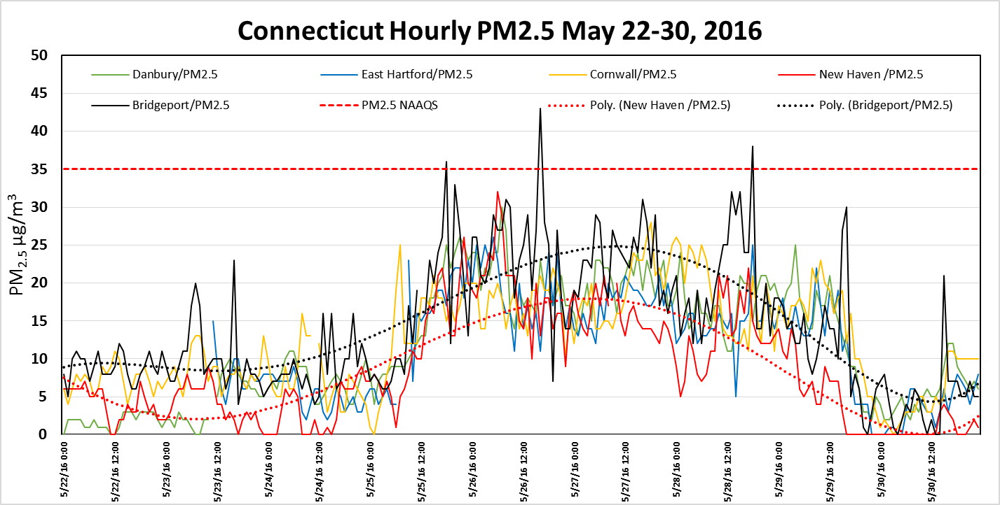 Connecticut Hourly PM2.5 May 22-30, 2016
50
45
40
35
30
25
20
15
10
5
0
PM2.5 µg/m3
Danbury/PM2.5
East Hartford/PM2.5
Cornwall/PM2.5
New Haven /PM2.5
Bridgeport/PM2.5
PM2.5 NAAQS
Poly. (New Haven /PM2.5)
Poly. (Bridgeport/PM2.5)
5/22/16 0:00
5/22/16 12:00
5/23/16 0:00
5/23/16 12:00
5/24/16 0:00
5/24/16 12:00
5/25/16 0:00
5/25/16 12:00
5/26/16 0:00
5/26/16 12:00
5/27/16 0:00
5/27/16 12:00
5/28/16 0:00
5/28/16 12:00
5/29/16 0:00
5/29/16 12:00
5/30/16 0:00
5/30/16 12:00